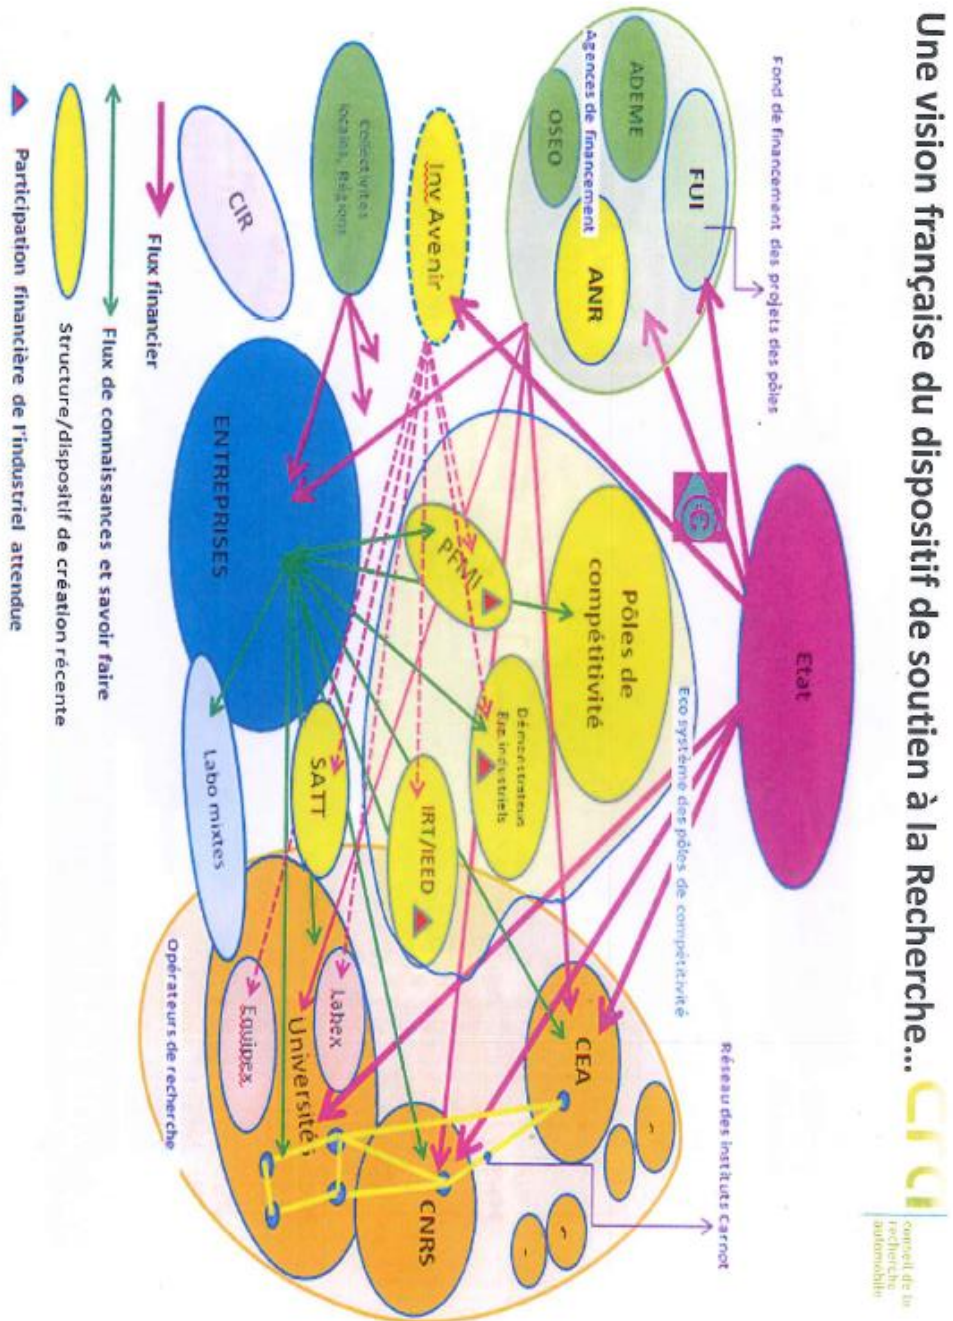 Une vision française du dispositif de soutien à la Recherche...
cra
conseil de la
recherche
automobile
Fond de financement des projets des pôles
Etat
FUI
ADEME
Agences de financement
OSEO
ANR
Eco système des pôles de compétitivité
Réseau des instituts Carnot
Pôles de
compétitivité
Inv Avenir
PFMI
Démonstrateurs
Exp. industriels
IRT/IEED
CEA
CNRS
Collectivités
locales, Régions
CIR
ENTREPRISES
SATT
Labo mixtes
Labex
Universités
Equipex
Opérateurs de recherche
Flux financier
Flux de connaissances et savoir faire
Structure/dispositif de création récente
Participation financière de l'industriel attendue